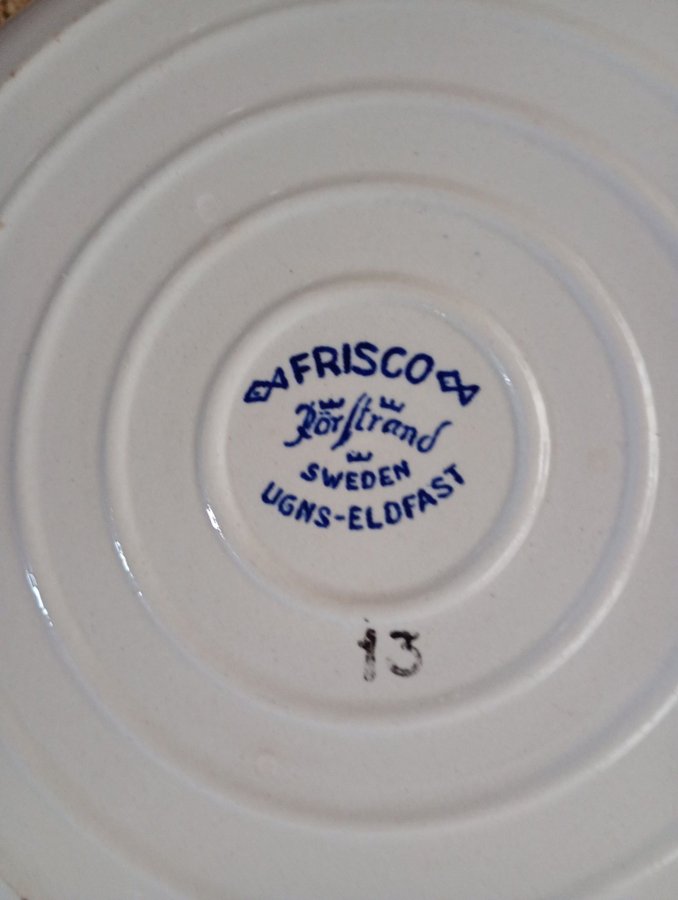 FRISCO
Rörstrand
SWEDEN
UGNS-ELDFAST
13